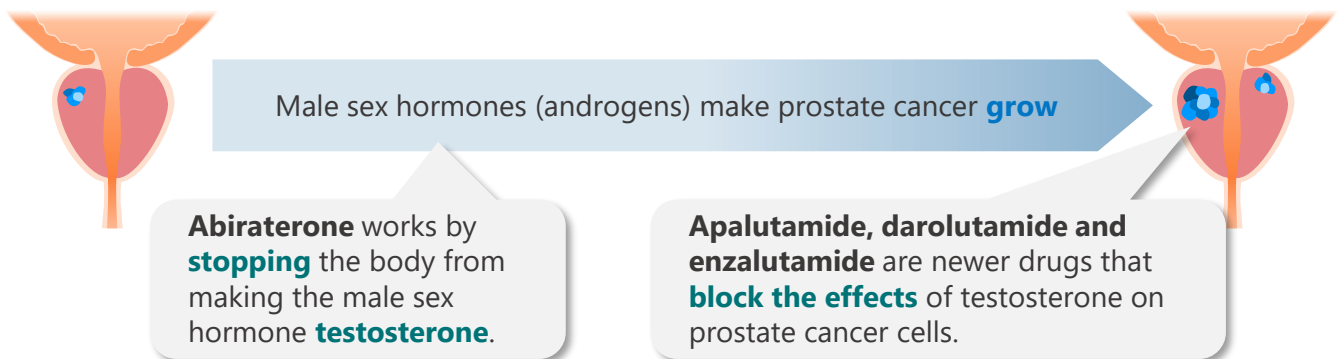 Male sex hormones (androgens) make prostate cancer grow
Abiraterone works by
stopping the body from
making the male sex
hormone testosterone.
Apalutamide, darolutamide and
enzalutamide are newer drugs that
block the effects of testosterone on
prostate cancer cells.